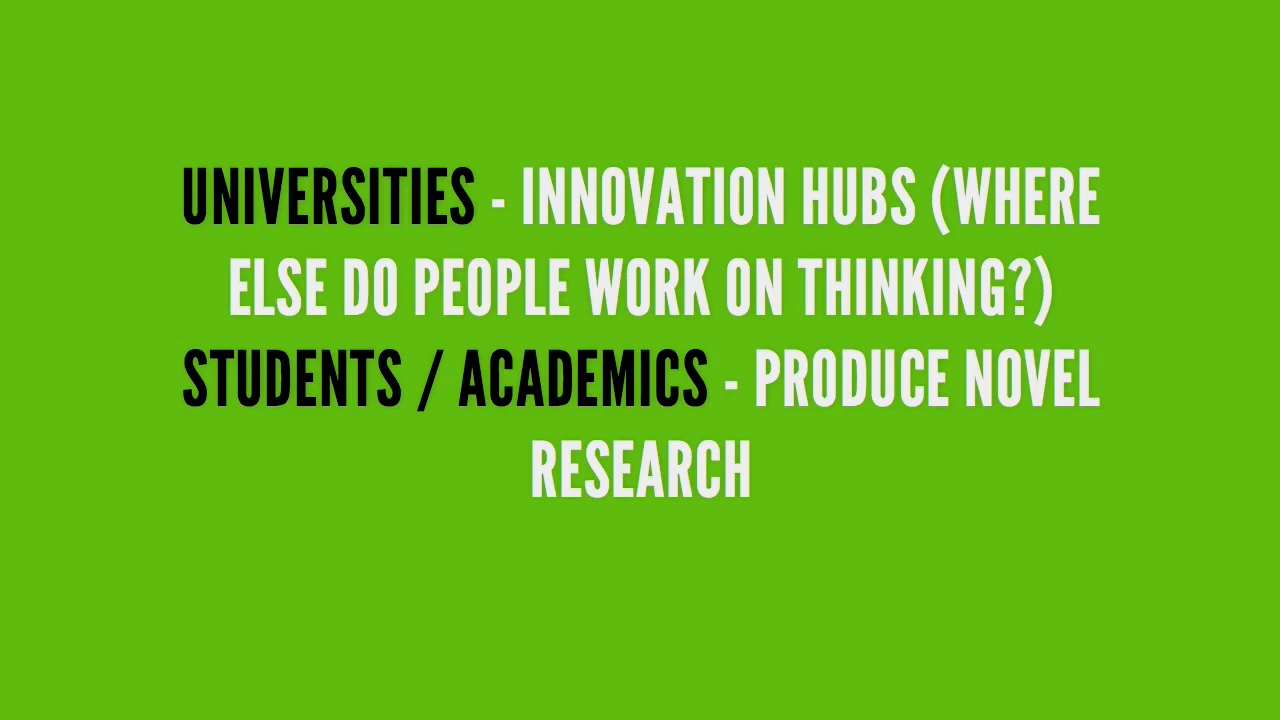 UNIVERSITIES - INNOVATION HUBS (WHERE
ELSE DO PEOPLE WORK ON THINKING?)
STUDENTS / ACADEMICS - PRODUCE NOVEL
RESEARCH